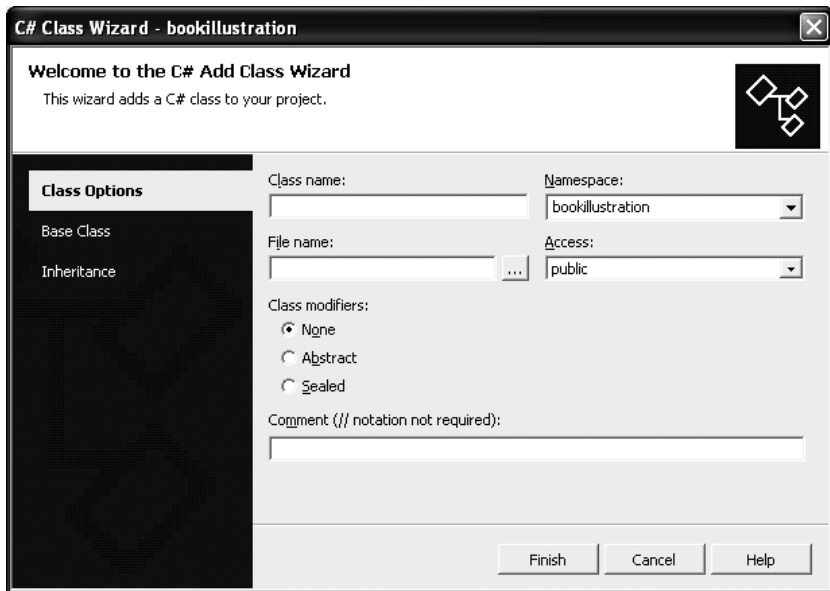 C# Class Wizard - bookillustration
Welcome to the C# Add Class Wizard
This wizard adds a C# class to your project.
Class Options
Base Class
Inheritance
Class name:
Namespace:
bookillustration
File name:
...
Access:
public
Class modifiers:
None
Abstract
Sealed
Comment (// notation not required):
Finish
Cancel
Help